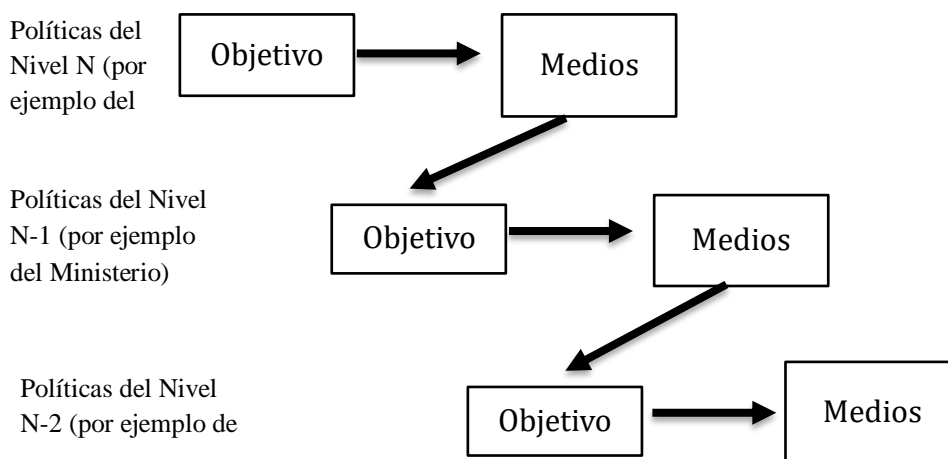 Políticas del
Nivel N (por
ejemplo del
Objetivo
Medios
Políticas del Nivel
N-1 (por ejemplo
del Ministerio)
Objetivo
Medios
Políticas del Nivel
N-2 (por ejemplo de
Objetivo
Medios